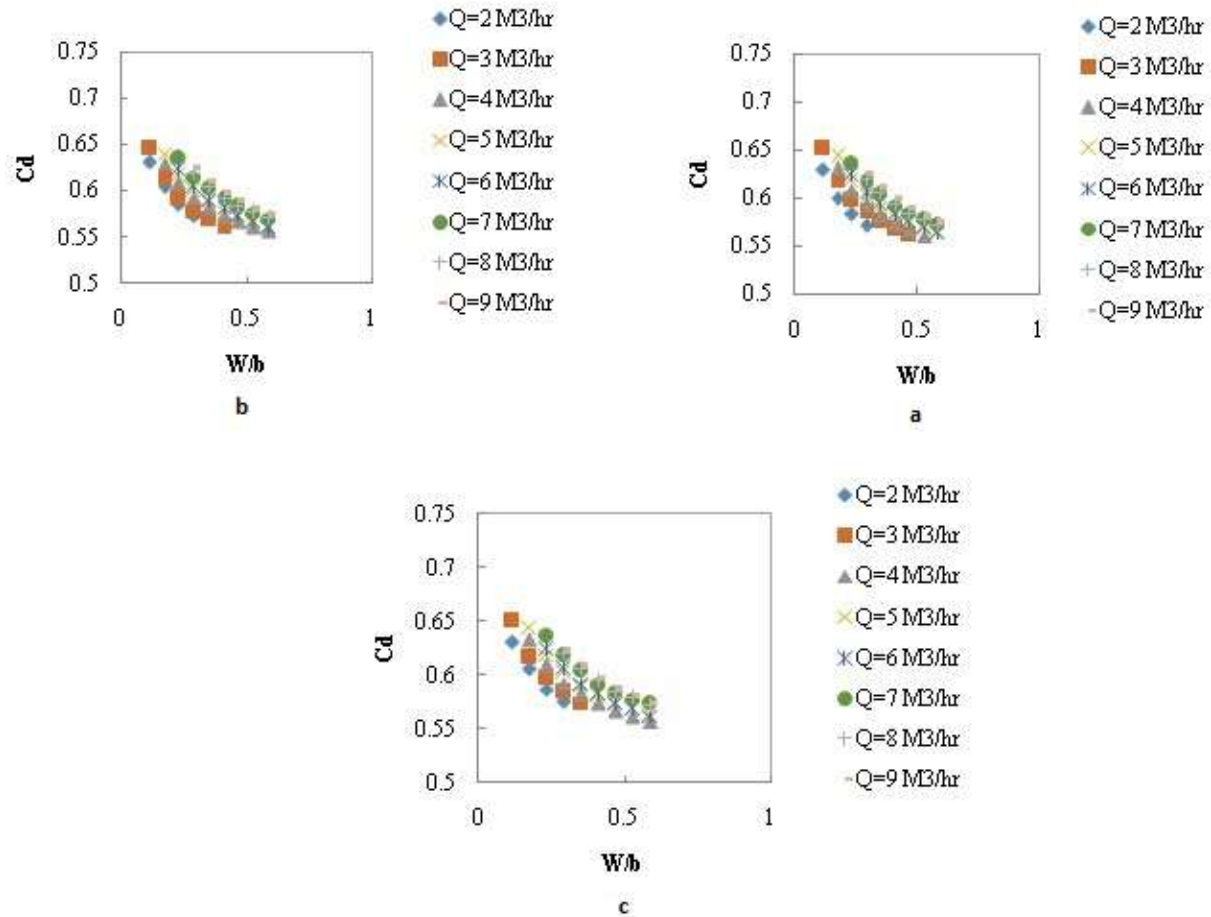 0.75
0.7
0.65
0.6
0.55
0.5
Cd
0 0.5 1
W/b
b
Q=2 M3/hr
Q=3 M3/hr
Q=4 M3/hr
Q=5 M3/hr
Q=6 M3/hr
Q=7 M3/hr
Q=8 M3/hr
Q=9 M3/hr
0.75
0.7
0.65
0.6
0.55
0.5
Cd
0 0.5 1
W/b
a
Q=2 M3/hr
Q=3 M3/hr
Q=4 M3/hr
Q=5 M3/hr
Q=6 M3/hr
Q=7 M3/hr
Q=8 M3/hr
Q=9 M3/hr
0.75
0.7
0.65
0.6
0.55
0.5
Cd
0 0.5 1
W/b
c
Q=2 M3/hr
Q=3 M3/hr
Q=4 M3/hr
Q=5 M3/hr
Q=6 M3/hr
Q=7 M3/hr
Q=8 M3/hr
Q=9 M3/hr